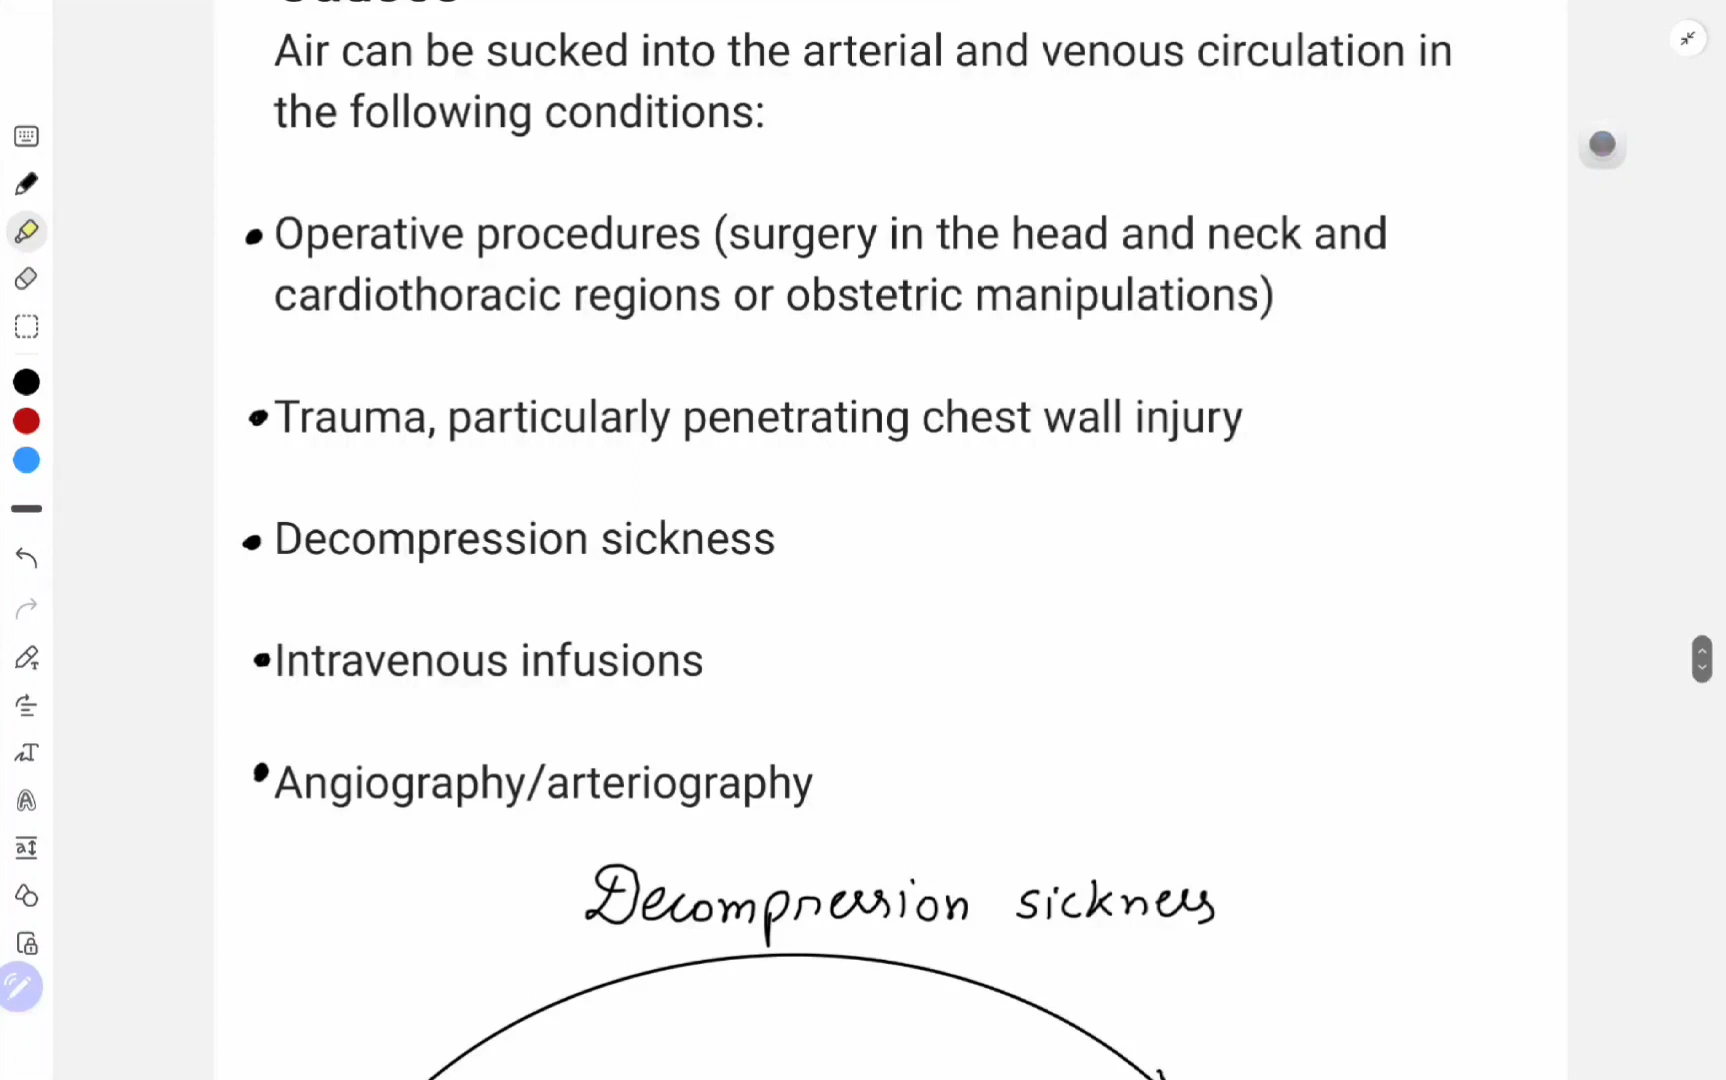 Air can be sucked into the arterial and venous circulation in
the following conditions:
Operative procedures (surgery in the head and neck and
cardiothoracic regions or obstetric manipulations)
Trauma, particularly penetrating chest wall injury
Decompression sickness
Intravenous infusions
Angiography/arteriography
Decompression sickness